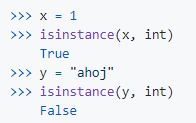 >>> x = 1
>>> isinstance(x, int)
True
>>> y = "ahoj"
>>> isinstance(y, int)
False